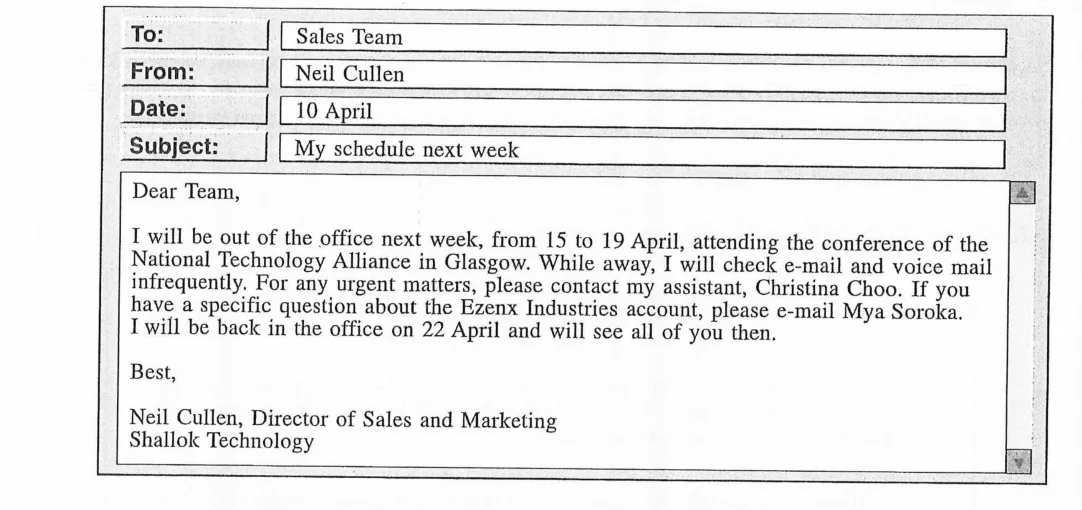 To: Sales Team
From: Neil Cullen
Date: 10 April
Subject: My schedule next week
Dear Team,
I will be out of the office next week, from 15 to 19 April, attending the conference of the
National Technology Alliance in Glasgow. While away, I will check e-mail and voice mail
infrequently. For any urgent matters, please contact my assistant, Christina Choo. If you
have a specific question about the Ezenx Industries account, please e-mail Mya Soroka.
I will be back in the office on 22 April and will see all of you then.
Best,
Neil Cullen, Director of Sales and Marketing
Shallok Technology